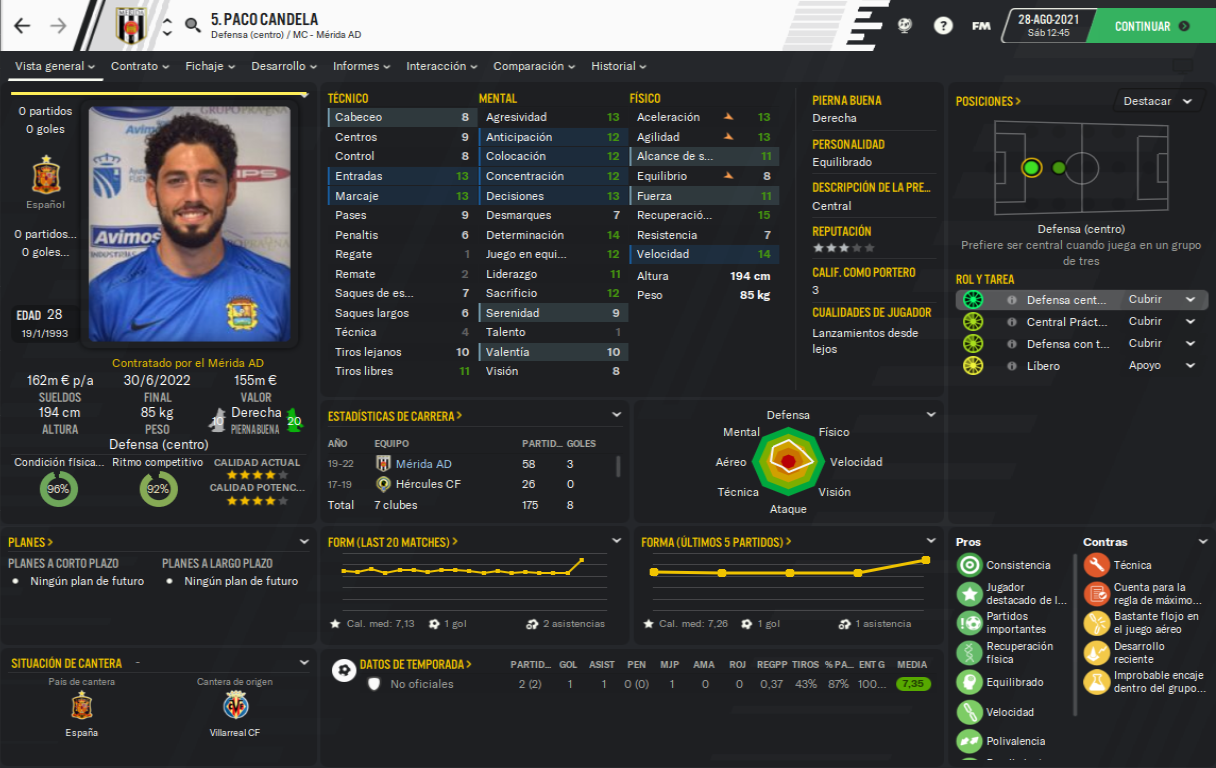 5. PACO CANDELA
Defensa (centro) / MC - Mérida AD
?
FM
28-AGO-2021
Sáb 12:45
CONTINUAR
Vista general
Contrato
Fichaje
Desarrollo
Informes
Interacción
Comparación
Historial
0 partidos
0 goles
Español
0 partidos...
0 goles...
EDAD 28
19/1/1993
Avimos
IPS
Contratado por el Mérida AD
162m € p/a
SUELDOS
30/6/2022
FINAL
155m €
VALOR
194 cm
ALTURA
85 kg
PESO
10
Derecha
PIERNA BUENA
20
Defensa (centro)
Condición física...
96%
Ritmo competitivo
92%
CALIDAD ACTUAL
CALIDAD POTENC...
TÉCNICO
Cabeceo 8
Centros 9
Control 8
Entradas 13
Marcaje 13
Pases 9
Penaltis 6
Regate 1
Remate 2
Saques de es... 7
Saques largos 6
Técnica 4
Tiros lejanos 10
Tiros libres 11
MENTAL
Agresividad 13
Anticipación 12
Colocación 12
Concentración 12
Decisiones 13
Desmarques 7
Determinación 14
Juego en equi... 12
Liderazgo 11
Sacrificio 12
Serenidad 9
Talento 1
Valentía 10
Visión 8
FÍSICO
Aceleración 13
Agilidad 13
Alcance de s... 11
Equilibrio 8
Fuerza 11
Recuperació... 15
Resistencia 7
Velocidad 14
Altura 194 cm
Peso 85 kg
PIERNA BUENA
Derecha
PERSONALIDAD
Equilibrado
DESCRIPCIÓN DE LA PRE...
Central
REPUTACIÓN
CALIF. COMO PORTERO
3
CUALIDADES DE JUGADOR
Lanzamientos desde
lejos
POSICIONES >
Destacar
Defensa (centro)
Prefiere ser central cuando juega en un grupo
de tres
ROL Y TAREA
Defensa cent... Cubrir
Central Práct... Cubrir
Defensa con t... Cubrir
Líbero Apoyo
ESTADÍSTICAS DE CARRERA >
AÑO EQUIPO PARTID... GOLES
19-22 Mérida AD 58 3
17-19 Hércules CF 26 0
Total 7 clubes 175 8
Defensa
Físico
Velocidad
Visión
Ataque
Técnica
Aéreo
Mental
PLANES >
PLANES A CORTO PLAZO
Ningún plan de futuro
PLANES A LARGO PLAZO
Ningún plan de futuro
FORM (LAST 20 MATCHES) >
Cal. med: 7,13
1 gol
2 asistencias
FORMA (ÚLTIMOS 5 PARTIDOS) >
Cal. med: 7,26
1 gol
1 asistencia
Pros
Consistencia
Jugador
destacado de l...
Partidos
importantes
Recuperación
física
Equilibrado
Velocidad
Polivalencia
Contras
Técnica
Cuenta para la
regla de máximo...
Bastante flojo en
el juego aéreo
Desarrollo
reciente
Improbable encaje
dentro del grupo...
SITUACIÓN DE CANTERA -
País de cantera
España
Cantera de origen
Villarreal CF
DATOS DE TEMPORADA >
PARTID... GOL ASIST PEN MJP AMA ROJ REGPP TIROS % PA... ENT G MEDIA
No oficiales 2 (2) 1 1 0 (0) 1 0 0 0,37 43% 87% 100... 7,35